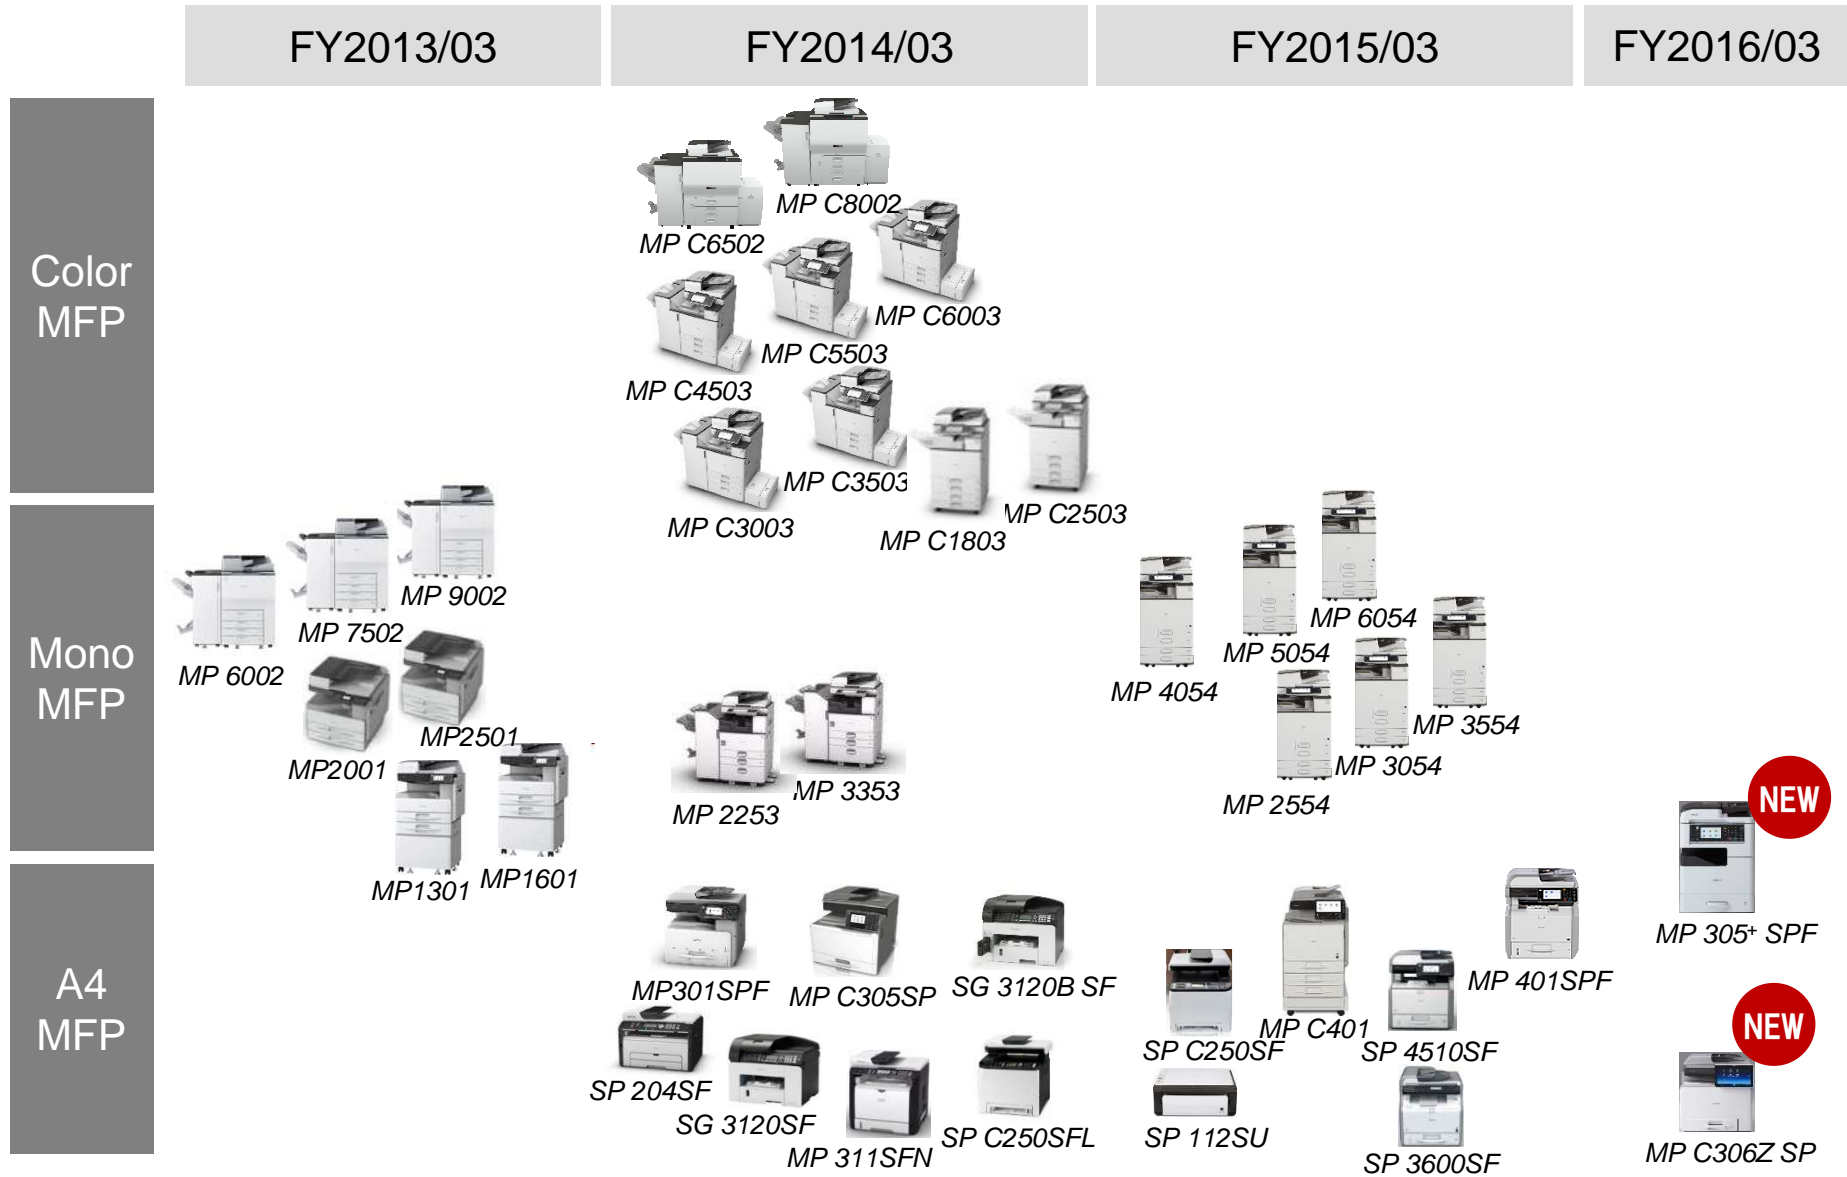 FY2013/03
FY2014/03
FY2015/03
FY2016/03
Color
MFP
MP C8002
MP C6502
MP C6003
MP C5503
MP C4503
MP C3503
MP C2503
MP C3003
MP C1803
Mono
MFP
MP 9002
MP 7502
MP 6002
MP2501
MP2001
MP1601
MP1301
MP 3353
MP 2253
MP 6054
MP 5054
MP 4054
MP 3554
MP 3054
MP 2554
NEW
MP 305+ SPF
A4
MFP
MP301SPF
MP C305SP
SG 3120B SF
SP 204SF
SG 3120SF
MP 311SFN
SP C250SFL
MP 401SPF
MP C401
SP C250SF
SP 4510SF
SP 112SU
SP 3600SF
NEW
MP C306Z SP